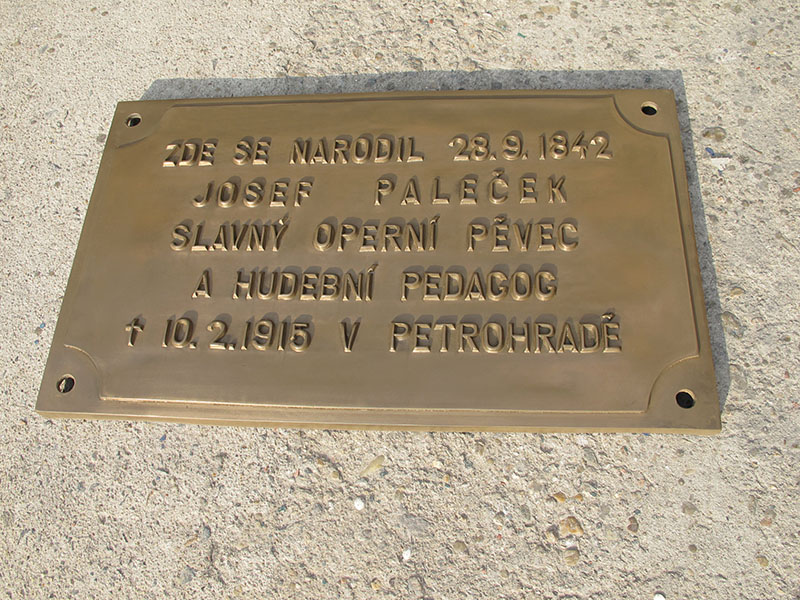 ZDE SE NARODIL 28.9.1842
JOSEF PALEČEK
SLAVNÝ OPERNÍ PĚVEC
A HUDEBNÍ PEDAGOG
† 10.2.1915 V PETROHRADĚ